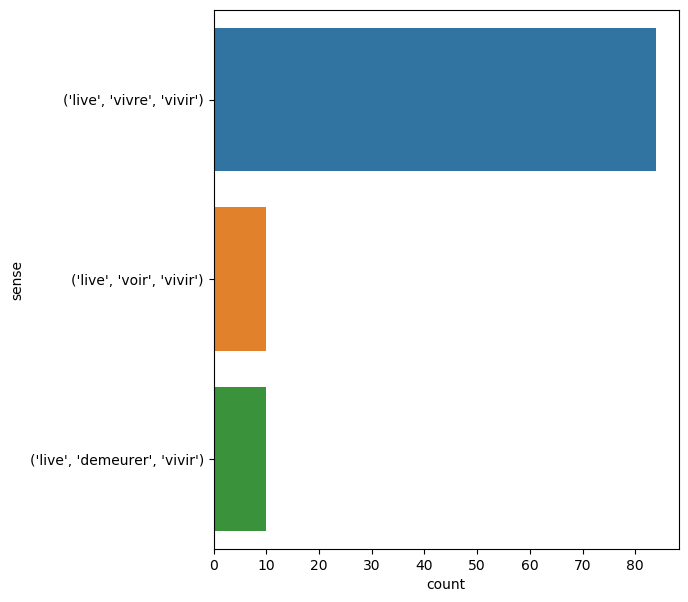 ('live', 'vivre', 'vivir')
('live', 'voir', 'vivir')
('live', 'demeurer', 'vivir')
sense
0 10 20 30 40 50 60 70 80
count